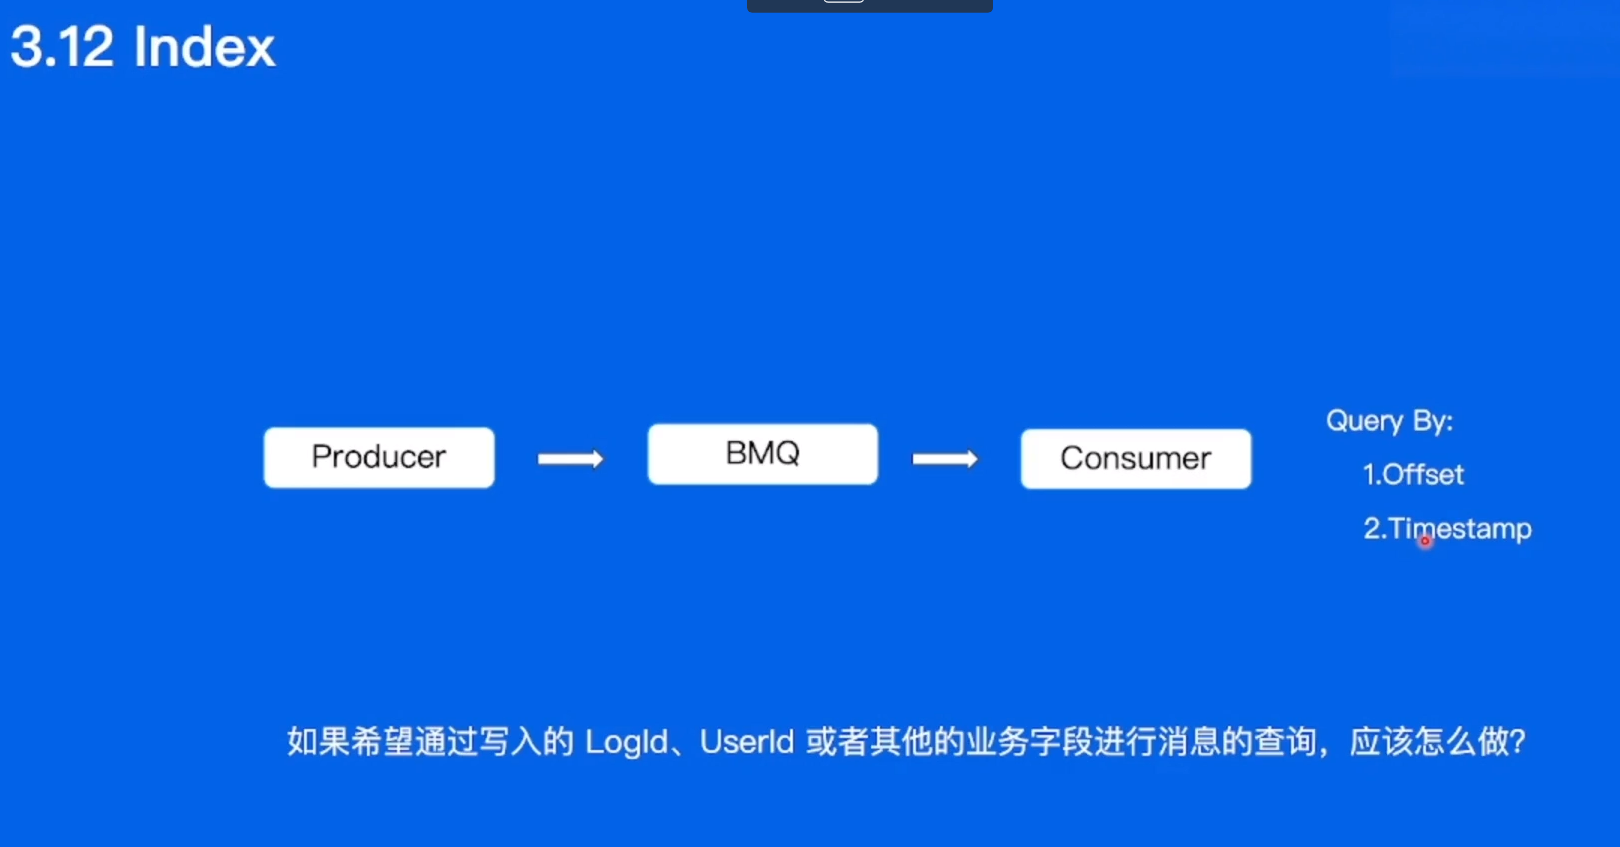 3.12 Index
Producer
BMQ
Consumer
Query By:
1.Offset
2.Timestamp
如果希望通过写入的 LogId、UserId 或者其他的业务字段进行消息的查询，应该怎么做？